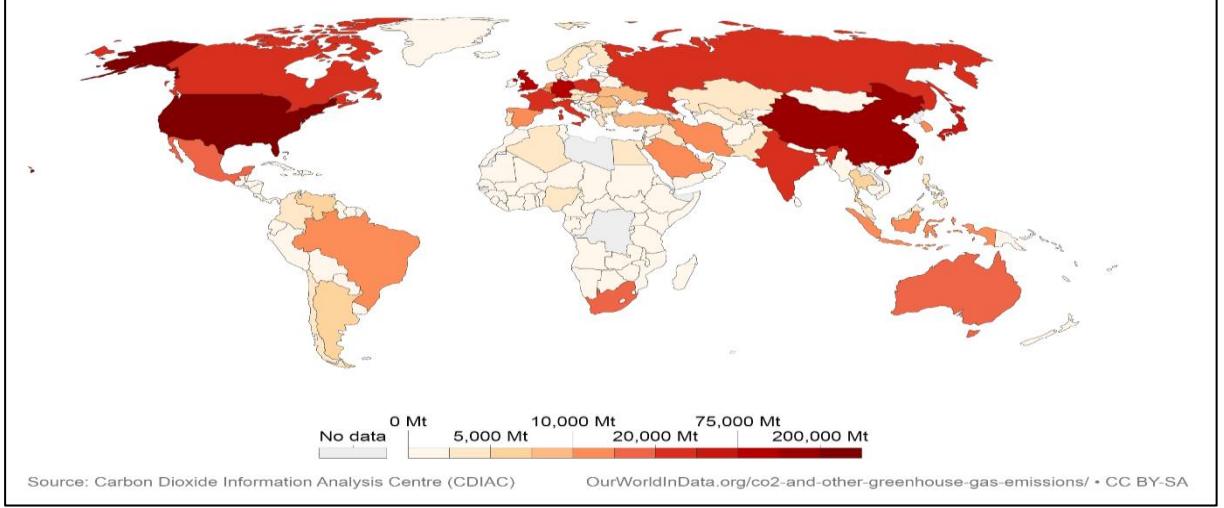 0 Mt 10,000 Mt 75,000 Mt
No data 5,000 Mt 20,000 Mt 200,000 Mt
Source: Carbon Dioxide Information Analysis Centre (CDIAC) OurWorldInData.org/co2-and-other-greenhouse-gas-emissions/ • CC BY-SA